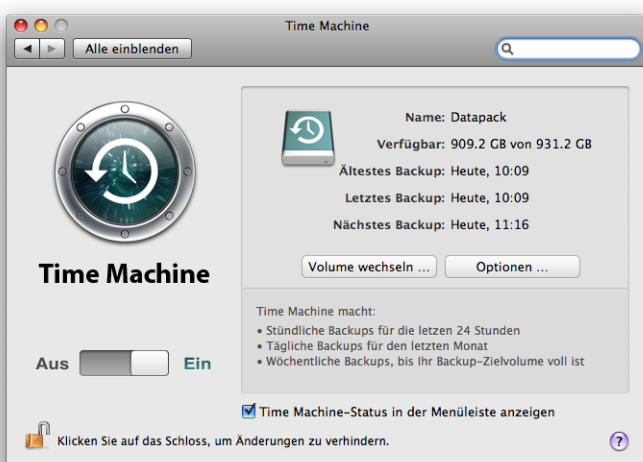 Time Machine
Alle einblenden
Name: Datapack
Verfügbar: 909.2 GB von 931.2 GB
Ältestes Backup: Heute, 10:09
Letztes Backup: Heute, 10:09
Nächstes Backup: Heute, 11:16
Volume wechseln ...
Optionen ...
Time Machine
Time Machine macht:
• Stündliche Backups für die letzen 24 Stunden
• Tägliche Backups für den letzten Monat
• Wöchentliche Backups, bis Ihr Backup-Zielvolume voll ist
Aus Ein
Time Machine-Status in der Menüleiste anzeigen
Klicken Sie auf das Schloss, um Änderungen zu verhindern.
?